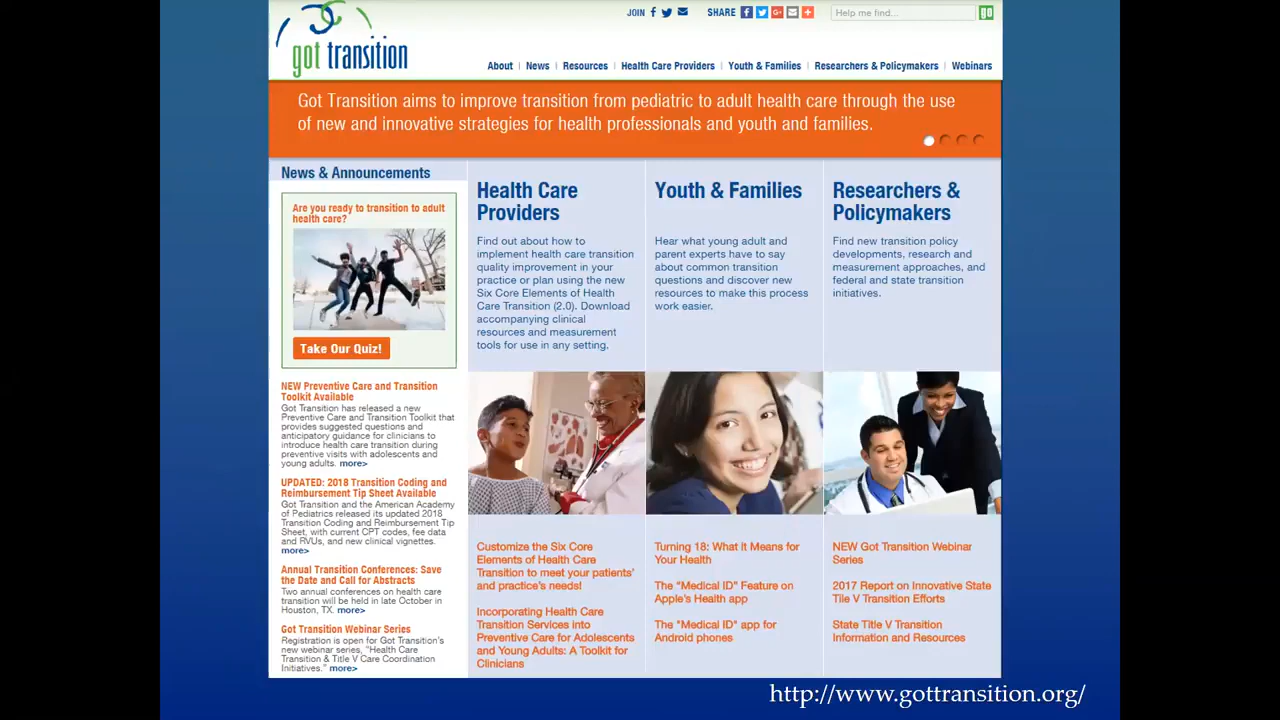 JOIN
SHARE
Help me find...
go
got transition
About
News
Resources
Health Care Providers
Youth & Families
Researchers & Policymakers
Webinars
Got Transition aims to improve transition from pediatric to adult health care through the use
of new and innovative strategies for health professionals and youth and families.
News & Announcements
Are you ready to transition to adult
health care?
Take Our Quiz!
NEW Preventive Care and Transition
Toolkit Available
Got Transition has released a new
Preventive Care and Transition Toolkit that
provides suggested questions and
anticipatory guidance for clinicians to
introduce health care transition during
preventive visits with adolescents and
young adults. more>
UPDATED: 2018 Transition Coding and
Reimbursement Tip Sheet Available
Got Transition and the American Academy
of Pediatrics released its updated 2018
Transition Coding and Reimbursement Tip
Sheet, with current CPT codes, fee data
and RVUs, and new clinical vignettes.
more>
Annual Transition Conferences: Save
the Date and Call for Abstracts
Two annual conferences on health care
transition will be held in late October in
Houston, TX. more>
Got Transition Webinar Series
Registration is open for Got Transition's
new webinar series, "Health Care
Transition & Title V Care Coordination
Initiatives." more>
Health Care
Providers
Find out about how to
implement health care transition
quality improvement in your
practice or plan using the new
Six Core Elements of Health
Care Transition (2.0). Download
accompanying clinical
resources and measurement
tools for use in any setting.
Customize the Six Core
Elements of Health Care
Transition to meet your patients'
and practice's needs!
Incorporating Health Care
Transition Services into
Preventive Care for Adolescents
and Young Adults: A Toolkit for
Clinicians
Youth & Families
Hear what young adult and
parent experts have to say
about common transition
questions and discover new
resources to make this process
work easier.
Turning 18: What it Means for
Your Health
The "Medical ID" Feature on
Apple's Health app
The "Medical ID" app for
Android phones
Researchers &
Policymakers
Find new transition policy
developments, research and
measurement approaches, and
federal and state transition
initiatives.
NEW Got Transition Webinar
Series
2017 Report on Innovative State
Tile V Transition Efforts
State Title V Transition
Information and Resources
http://www.gottransition.org/